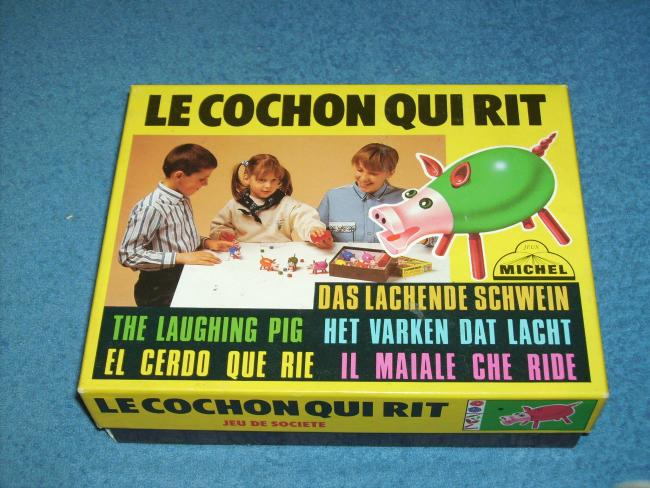 LE COCHON QUI RIT
JEUX
MICHEL
DAS LACHENDE SCHWEIN
THE LAUGHING PIG HET VARKEN DAT LACHT
EL CERDO QUE RIE IL MAIALE CHE RIDE
LE COCHON QUI RIT
JEU DE SOCIETE